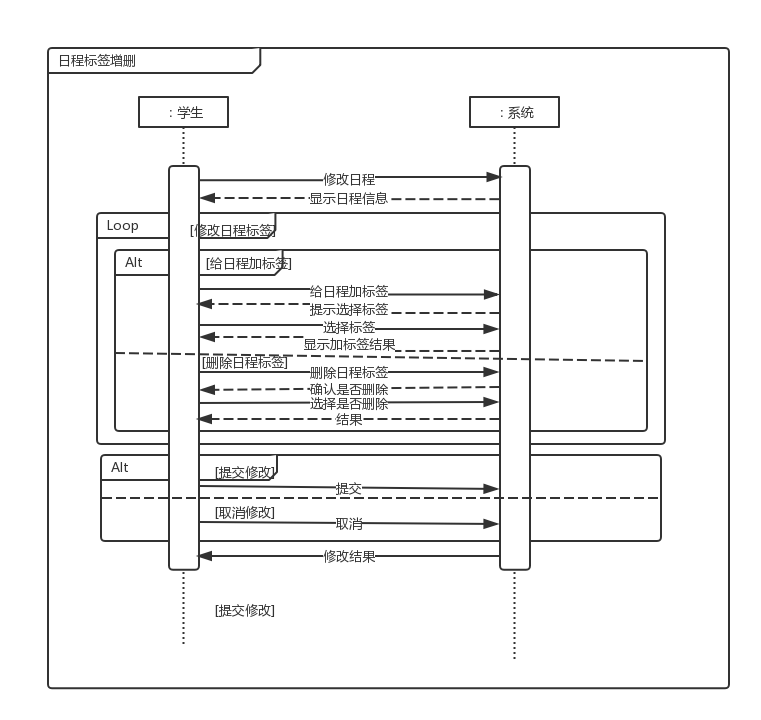 日程标签增删
: 学生
: 系统
修改日程
显示日程信息
Loop
[修改日程标签]
Alt
[给日程加标签]
给日程加标签
提示选择标签
选择标签
显示加标签结果
[删除日程标签]
删除日程标签
确认是否删除
选择是否删除
结果
Alt
[提交修改]
提交
[取消修改]
取消
修改结果
[提交修改]